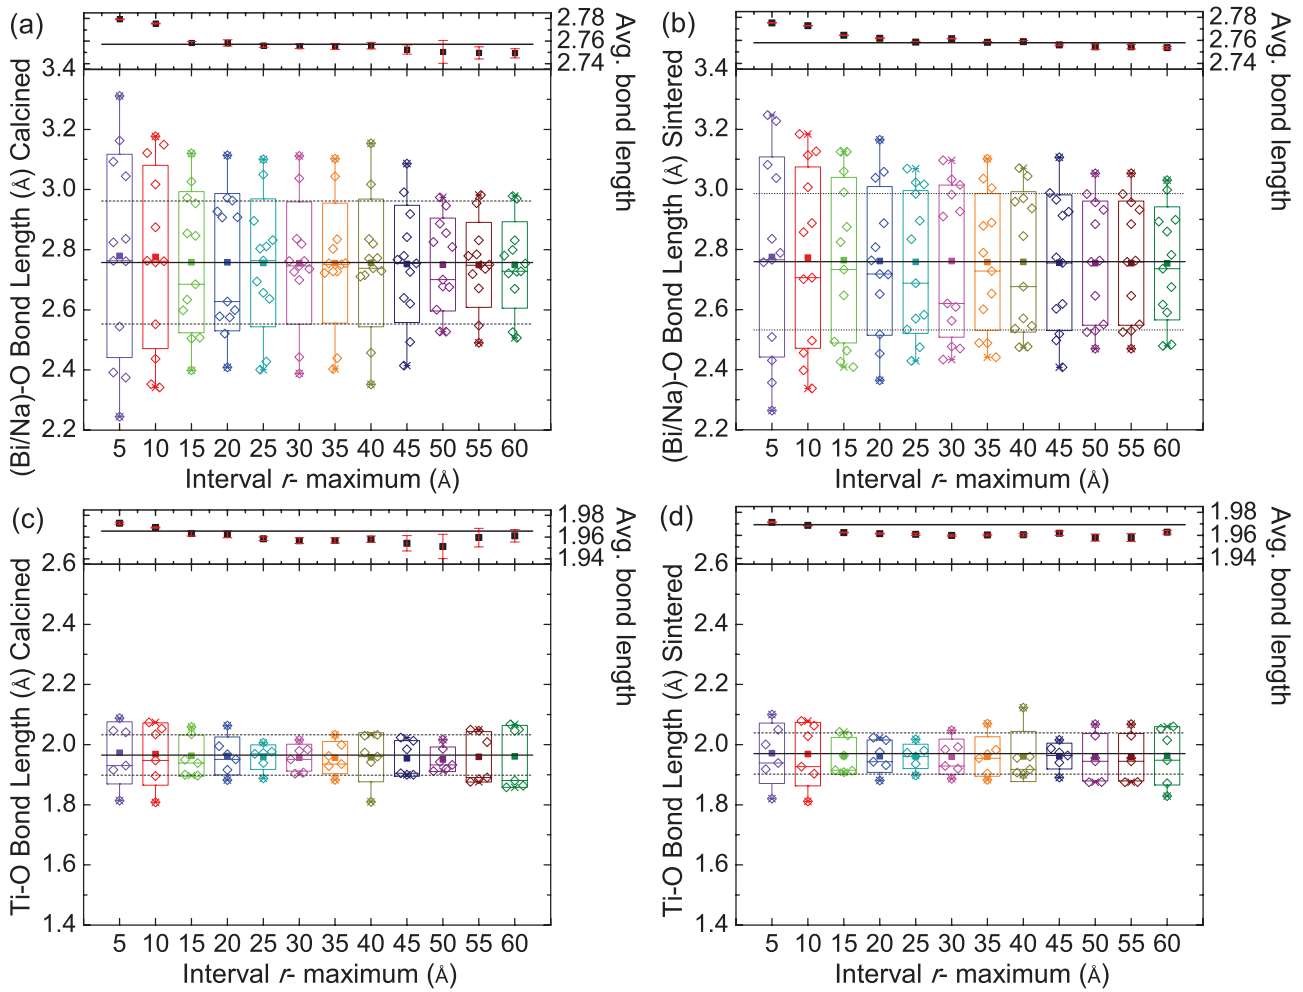 (a)
2.78
2.76
2.74
Avg. bond length
(Bi/Na)-O Bond Length (Å) Calcined
3.4
3.2
3.0
2.8
2.6
2.4
2.2
5 10 15 20 25 30 35 40 45 50 55 60
Interval r- maximum (Å)
(b)
2.78
2.76
2.74
Avg. bond length
(Bi/Na)-O Bond Length (Å) Sintered
3.4
3.2
3.0
2.8
2.6
2.4
2.2
5 10 15 20 25 30 35 40 45 50 55 60
Interval r- maximum (Å)
(c)
1.98
1.96
1.94
Avg. bond length
Ti-O Bond Length (Å) Calcined
2.6
2.4
2.2
2.0
1.8
1.6
1.4
5 10 15 20 25 30 35 40 45 50 55 60
Interval r- maximum (Å)
(d)
1.98
1.96
1.94
Avg. bond length
Ti-O Bond Length (Å) Sintered
2.6
2.4
2.2
2.0
1.8
1.6
1.4
5 10 15 20 25 30 35 40 45 50 55 60
Interval r- maximum (Å)